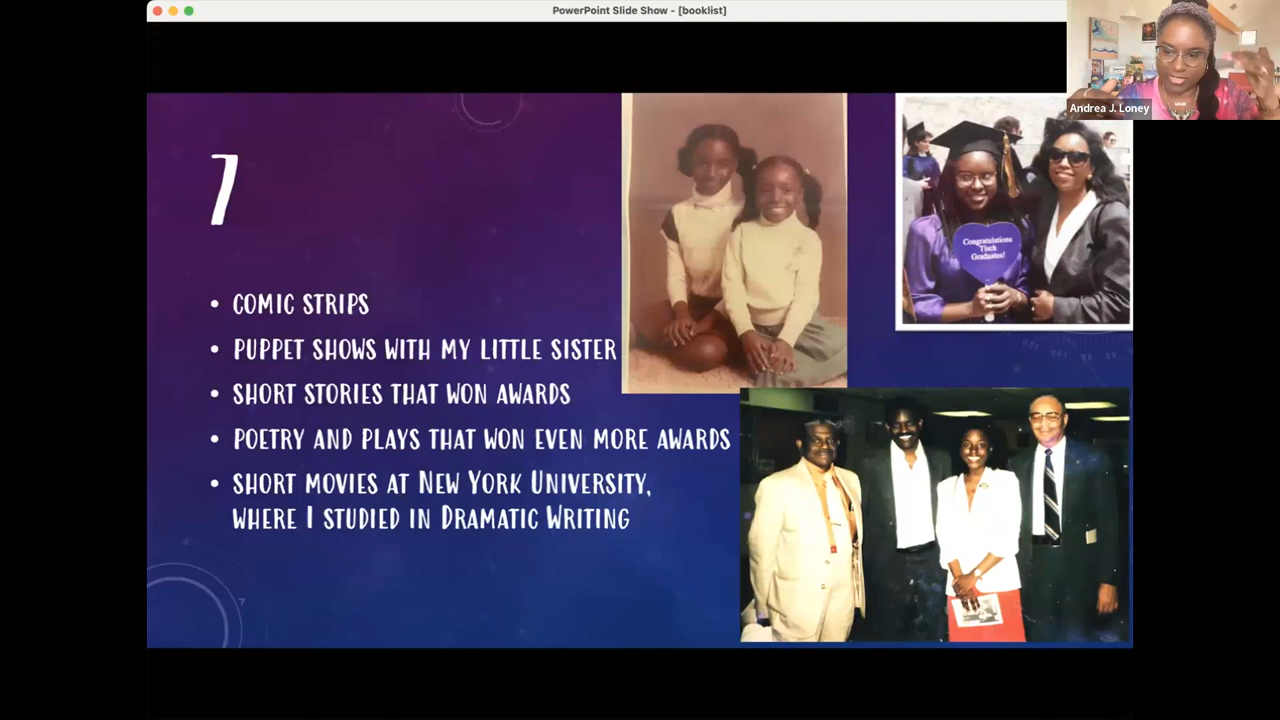 PowerPoint Slide Show - [booklist]
Andrea J. Loney
7
• COMIC STRIPS
• PUPPET SHOWS WITH MY LITTLE SISTER
• SHORT STORIES THAT WON AWARDS
• POETRY AND PLAYS THAT WON EVEN MORE AWARDS
• SHORT MOVIES AT NEW YORK UNIVERSITY,
WHERE I STUDIED IN DRAMATIC WRITING
Congratulations
Tisch
Graduates!